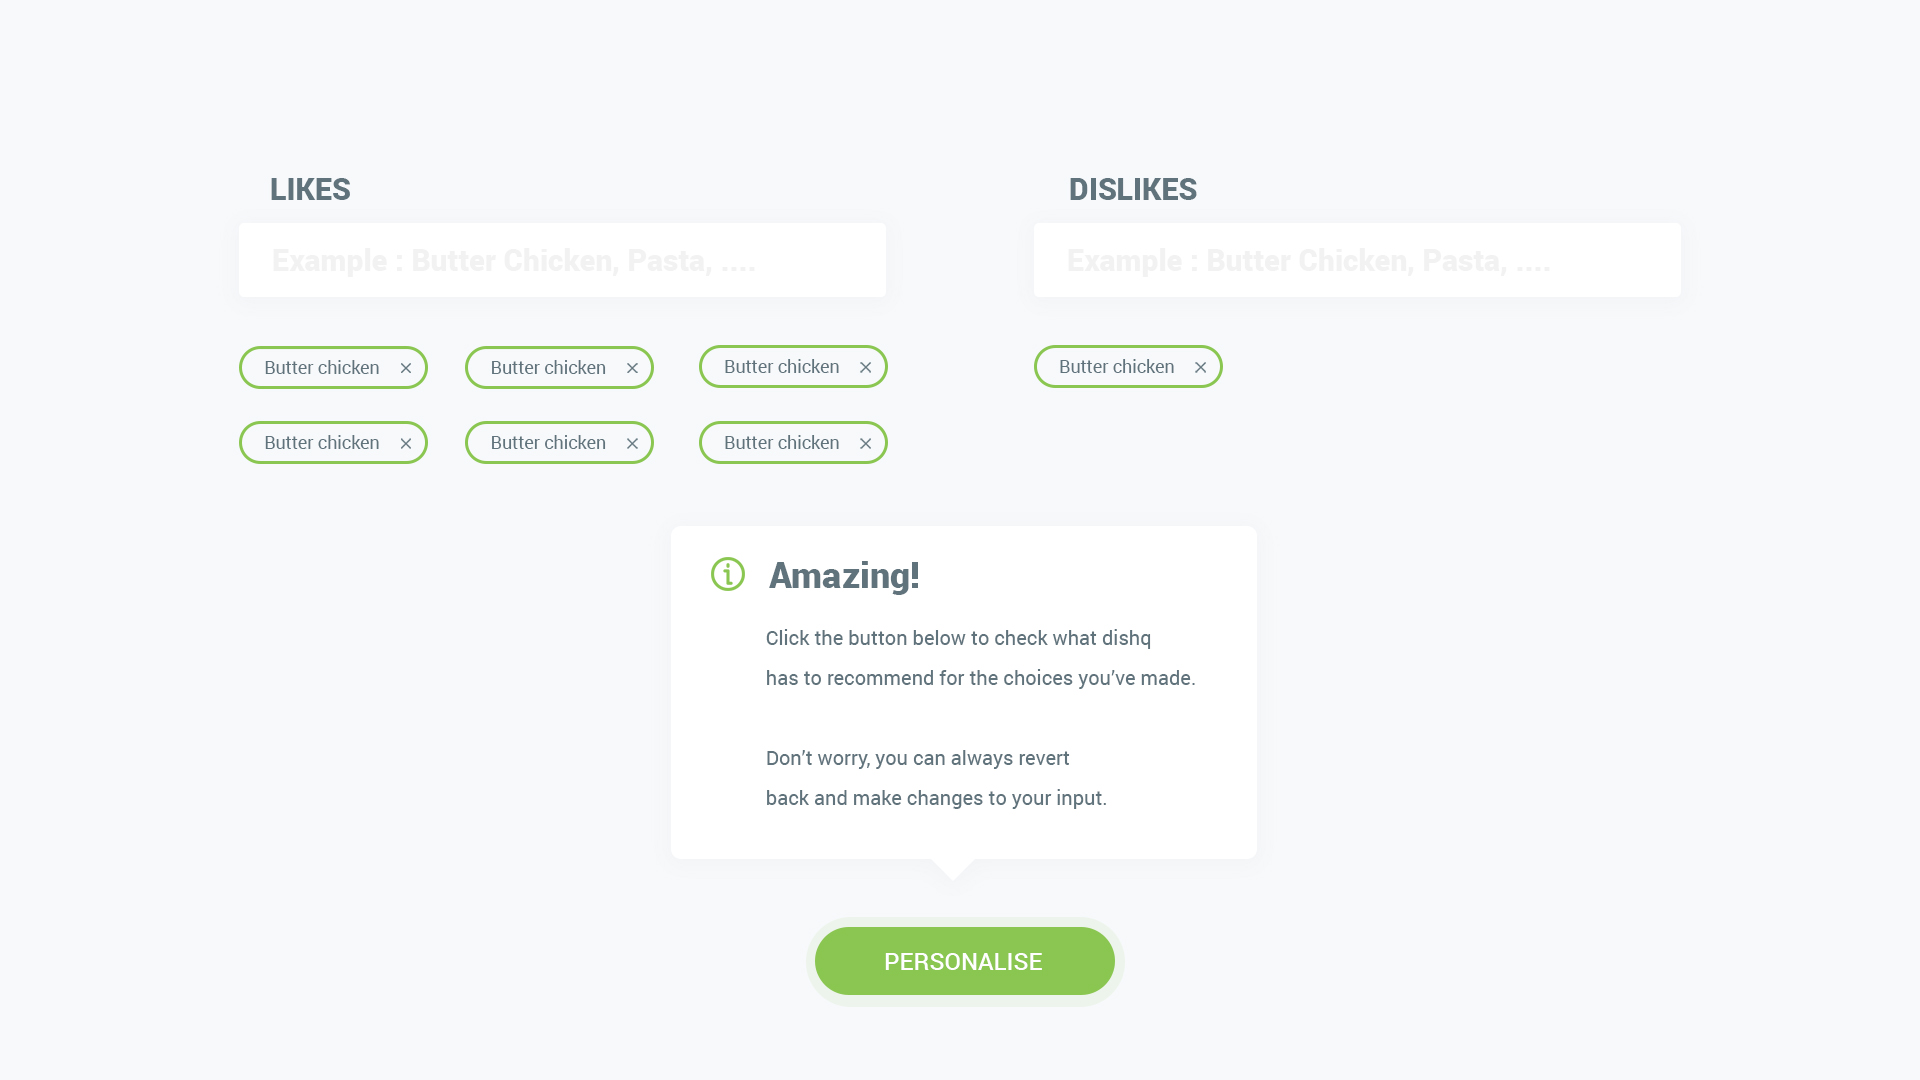 LIKES
DISLIKES
Example : Butter Chicken, Pasta, ....
Example : Butter Chicken, Pasta, ....
Butter chicken ×
Butter chicken ×
Butter chicken ×
Butter chicken ×
Butter chicken ×
Butter chicken ×
Butter chicken ×
Amazing!
Click the button below to check what dishq
has to recommend for the choices you’ve made.
Don’t worry, you can always revert
back and make changes to your input.
PERSONALISE